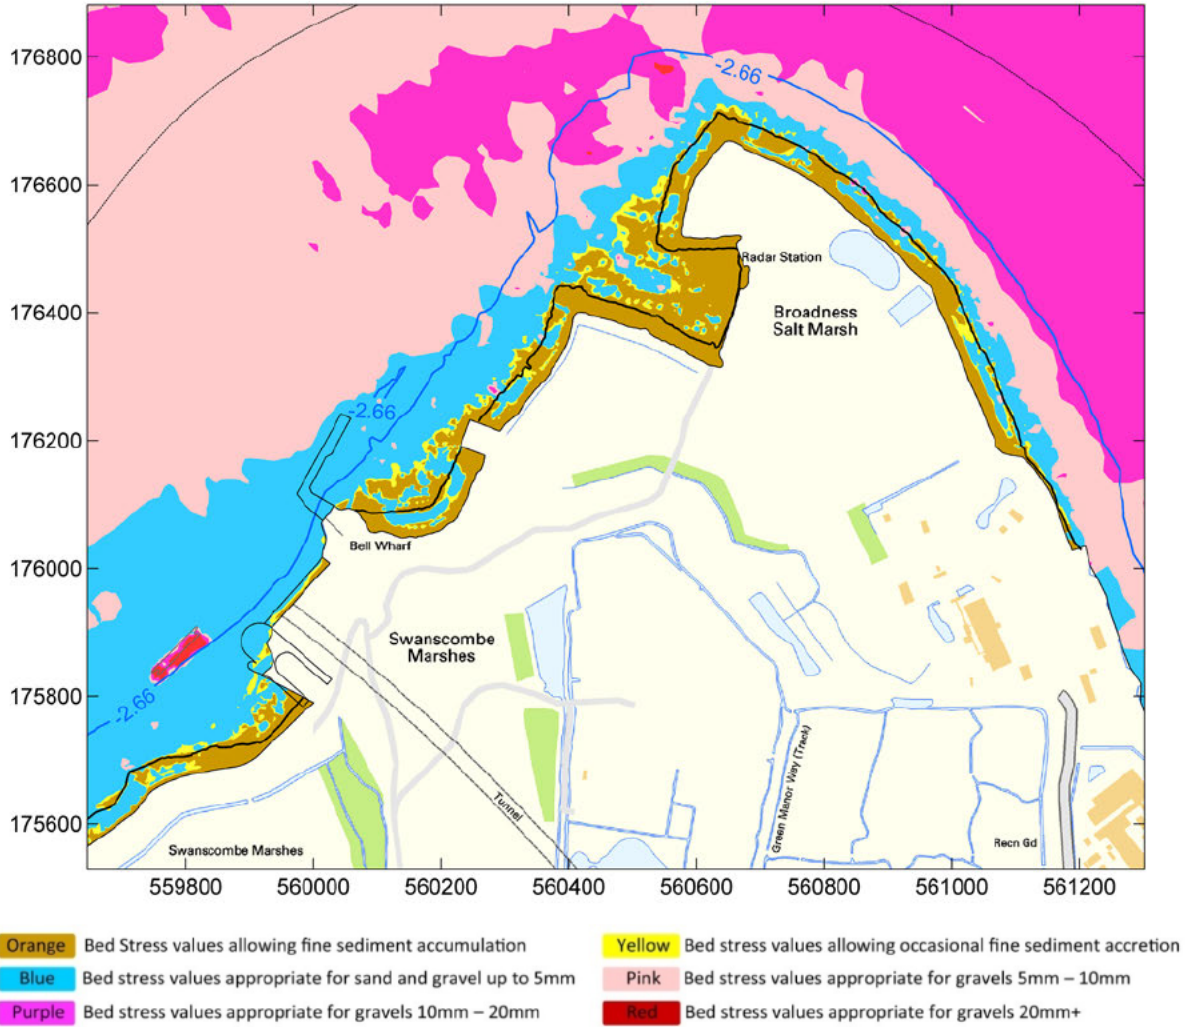 176800
-2.66
176600
Radar Station
Broadness
Salt Marsh
176400
-2.66
176200
Bell Wharf
176000
Swanscombe
Marshes
175800
-2.66
Green Manor Way (Track)
Tunnel
175600
Recn Gd
Swanscombe Marshes
559800 560000 560200 560400 560600 560800 561000 561200
Orange Bed Stress values allowing fine sediment accumulation
Yellow Bed stress values allowing occasional fine sediment accretion
Blue Bed stress values appropriate for sand and gravel up to 5mm
Pink Bed stress values appropriate for gravels 5mm – 10mm
Purple Bed stress values appropriate for gravels 10mm – 20mm
Red Bed stress values appropriate for gravels 20mm+